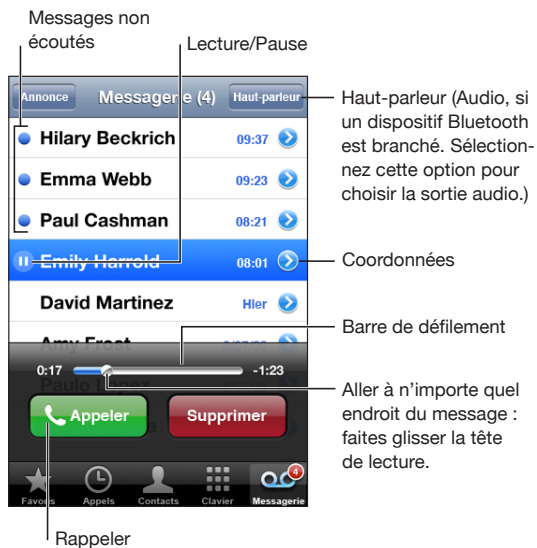 Messages non
écoutés
Lecture/Pause
Annonce
Messagerie (4)
Haut-parleur
Haut-parleur (Audio, si
un dispositif Bluetooth
est branché. Sélection-
nez cette option pour
choisir la sortie audio.)
Hilary Beckrich 09:37
Emma Webb 09:23
Paul Cashman 08:21
Emily Harrold 08:01
Coordonnées
David Martinez Hier
Amy Frost
Barre de défilement
0:17 -1:23
Paulo Lopez
Aller à n’importe quel
endroit du message :
faites glisser la tête
de lecture.
Appeler
Supprimer
4
Favoris Appels Contacts Clavier Messagerie
Rappeler